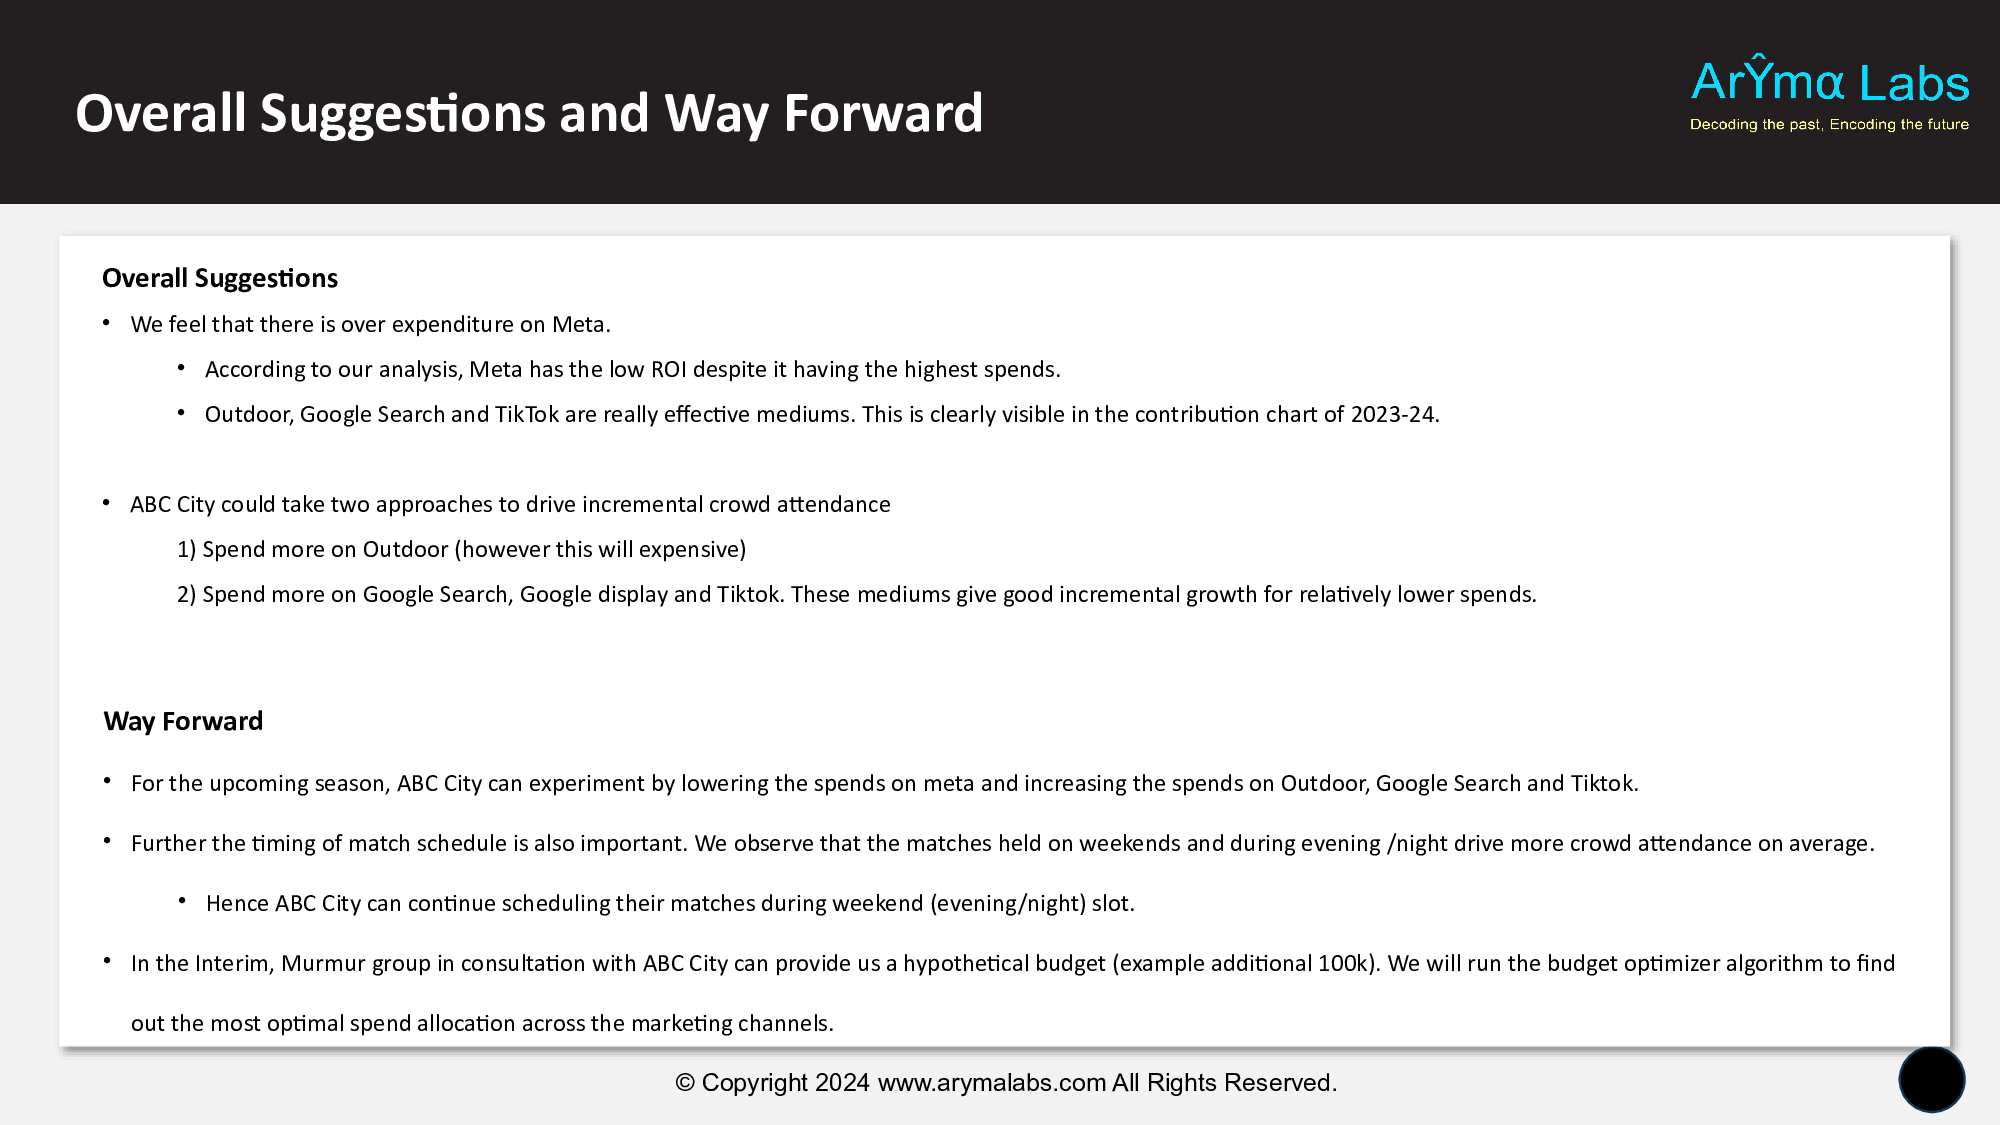 Overall Suggestions and Way Forward
ArŶmα Labs
Decoding the past, Encoding the future
Overall Suggestions
• We feel that there is over expenditure on Meta.
• According to our analysis, Meta has the low ROI despite it having the highest spends.
• Outdoor, Google Search and TikTok are really effective mediums. This is clearly visible in the contribution chart of 2023-24.
• ABC City could take two approaches to drive incremental crowd attendance
1) Spend more on Outdoor (however this will expensive)
2) Spend more on Google Search, Google display and Tiktok. These mediums give good incremental growth for relatively lower spends.
Way Forward
• For the upcoming season, ABC City can experiment by lowering the spends on meta and increasing the spends on Outdoor, Google Search and Tiktok.
• Further the timing of match schedule is also important. We observe that the matches held on weekends and during evening /night drive more crowd attendance on average.
• Hence ABC City can continue scheduling their matches during weekend (evening/night) slot.
• In the Interim, Murmur group in consultation with ABC City can provide us a hypothetical budget (example additional 100k). We will run the budget optimizer algorithm to find
out the most optimal spend allocation across the marketing channels.
© Copyright 2024 www.arymalabs.com All Rights Reserved.